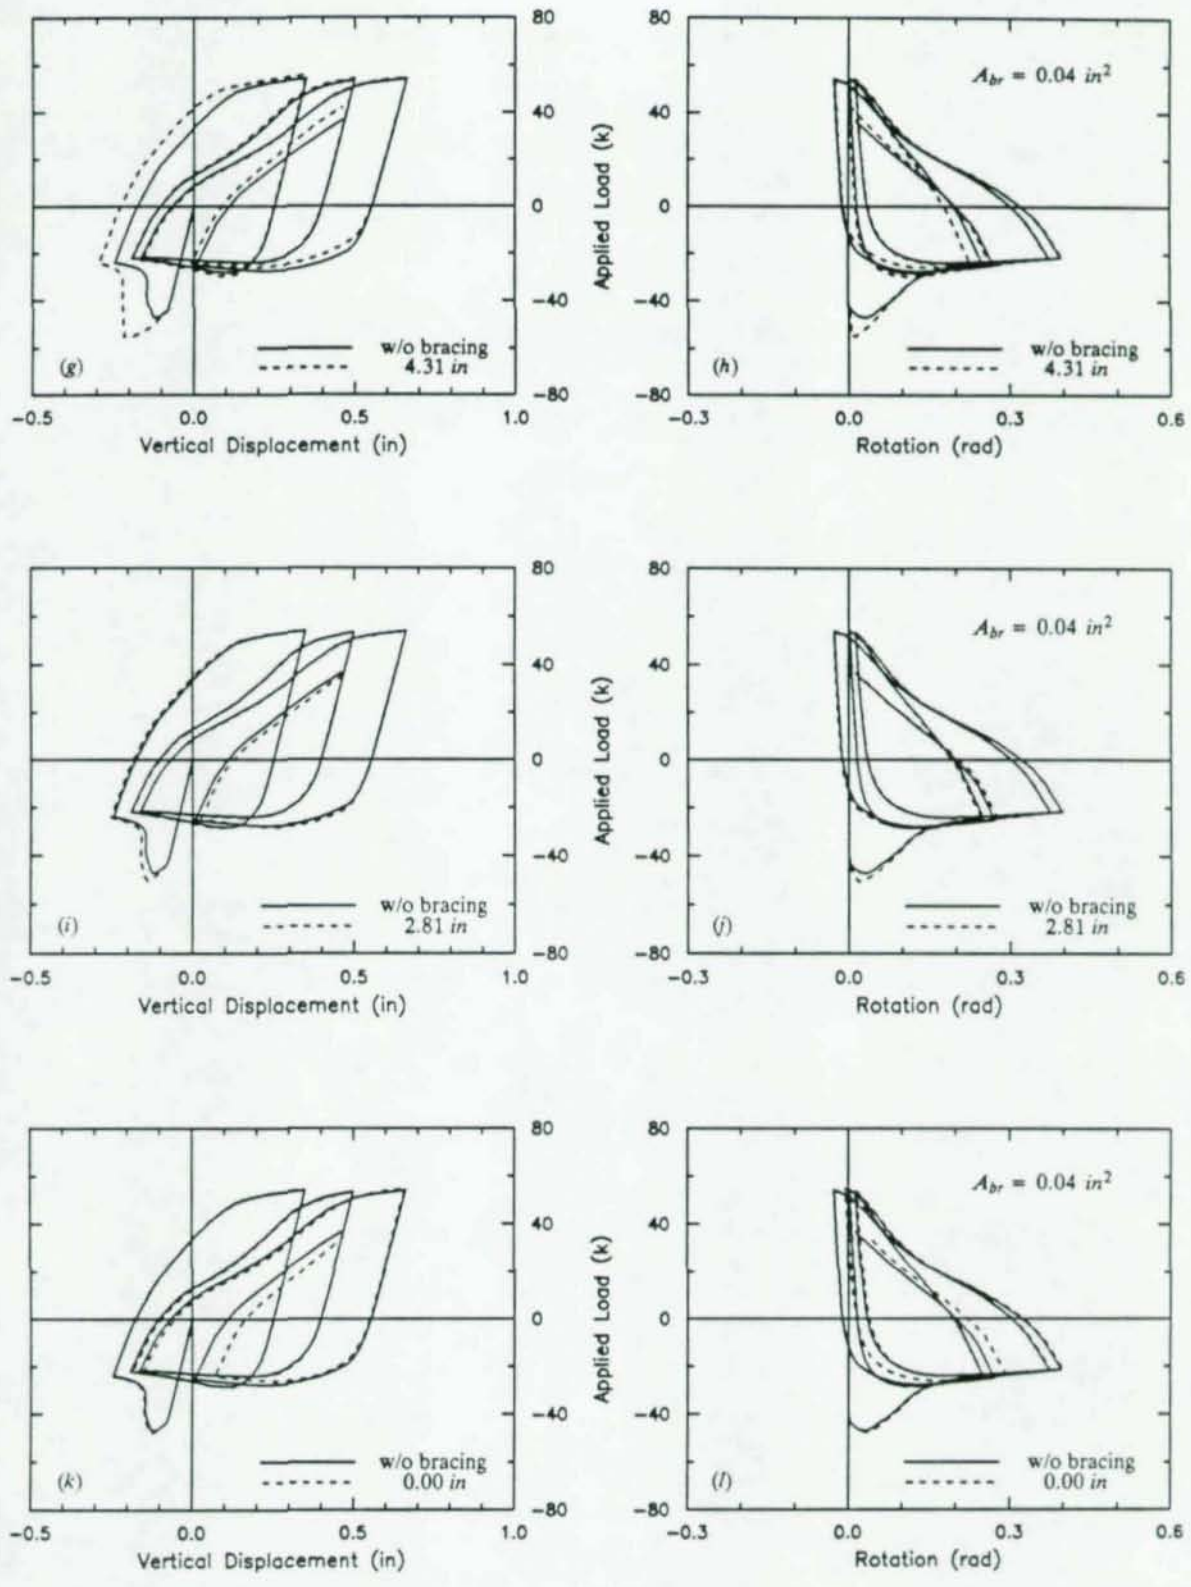 80
40
0
−40
−80
Applied Load (k)
w/o bracing
4.31 in
(g)
−0.5 0.0 0.5 1.0
Vertical Displacement (in)
80
40
0
−40
−80
A_br = 0.04 in²
w/o bracing
4.31 in
(h)
−0.3 0.0 0.3 0.6
Rotation (rad)
80
40
0
−40
−80
Applied Load (k)
w/o bracing
2.81 in
(i)
−0.5 0.0 0.5 1.0
Vertical Displacement (in)
80
40
0
−40
−80
A_br = 0.04 in²
w/o bracing
2.81 in
(j)
−0.3 0.0 0.3 0.6
Rotation (rad)
80
40
0
−40
−80
Applied Load (k)
w/o bracing
0.00 in
(k)
−0.5 0.0 0.5 1.0
Vertical Displacement (in)
80
40
0
−40
−80
A_br = 0.04 in²
w/o bracing
0.00 in
(l)
−0.3 0.0 0.3 0.6
Rotation (rad)